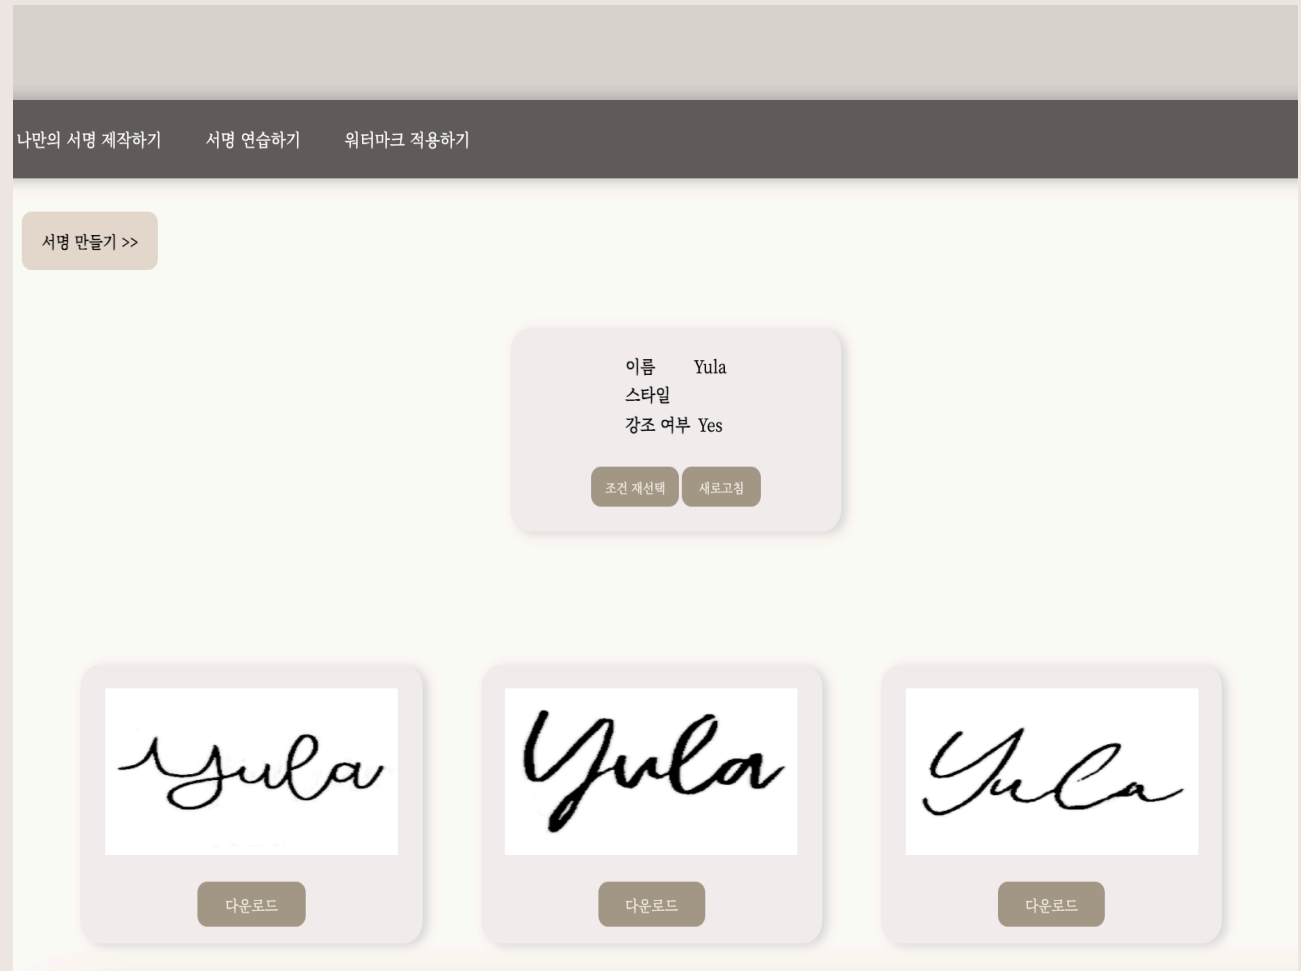 나만의 서명 제작하기 서명 연습하기 워터마크 적용하기
서명 만들기 >>
이름 Yula
스타일
강조 여부 Yes
조건 재선택 새로고침
Yula Yula Yula
다운로드 다운로드 다운로드